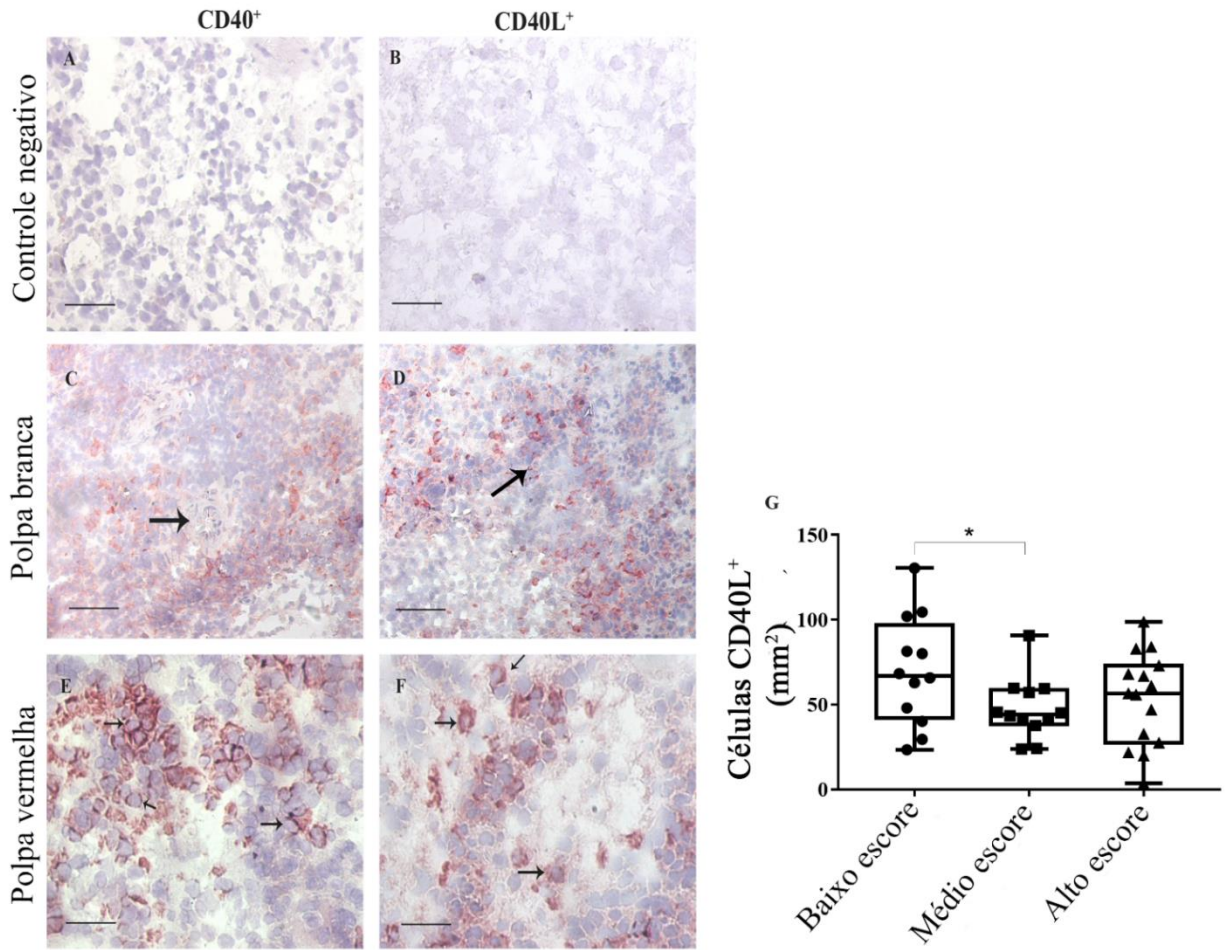 CD40+
CD40L+
Controle negativo
A
B
Polpa branca
C
D
Polpa vermelha
E
F
G
*
Células CD40L+
(mm²)
150
100
50
0
Baixo escore
Médio escore
Alto escore